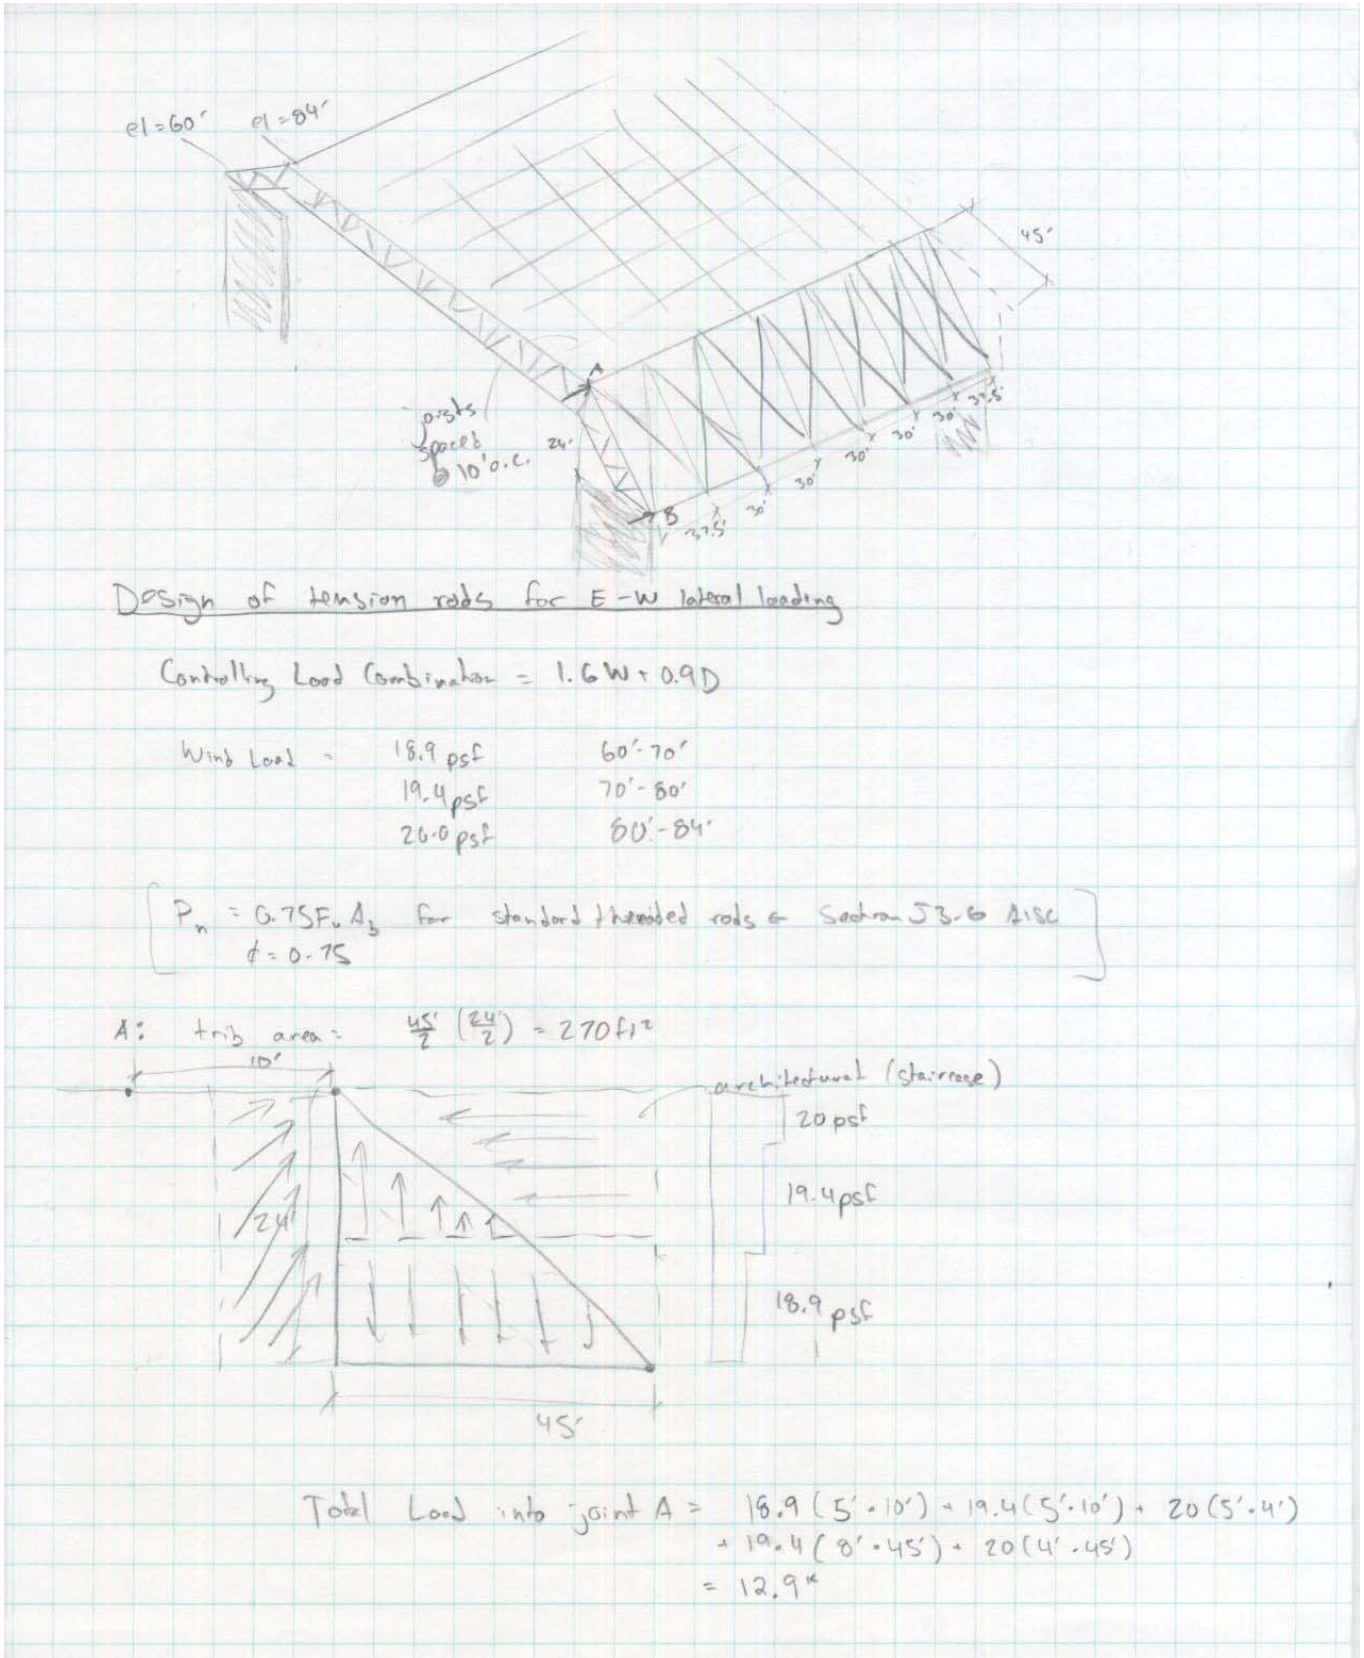 el=60' el=84'
45'
A
joists
spaced
@ 10' o.c.
24'
B
37.5' 30' 30' 30' 30' 30' 37.5'
Design of tension rods for E-W lateral loading
Controlling Load Combination = 1.6W + 0.9D
Wind Load = 18.9 psf 60'-70'
19.4 psf 70'-80'
20.0 psf 80'-84'
Pn = 0.75Fu Ab for standard threaded rods ← Section J3.6 AISC
ϕ = 0.75
A: trib area = 45'/2 (24'/2) = 270 ft²
10'
architectural (staircase)
20 psf
24'
19.4 psf
18.9 psf
45'
Total Load into joint A = 18.9 (5'·10') + 19.4 (5'·10') + 20 (5'·4')
+ 19.4 (8'·45') + 20 (4'·45')
= 12.9ᵏ